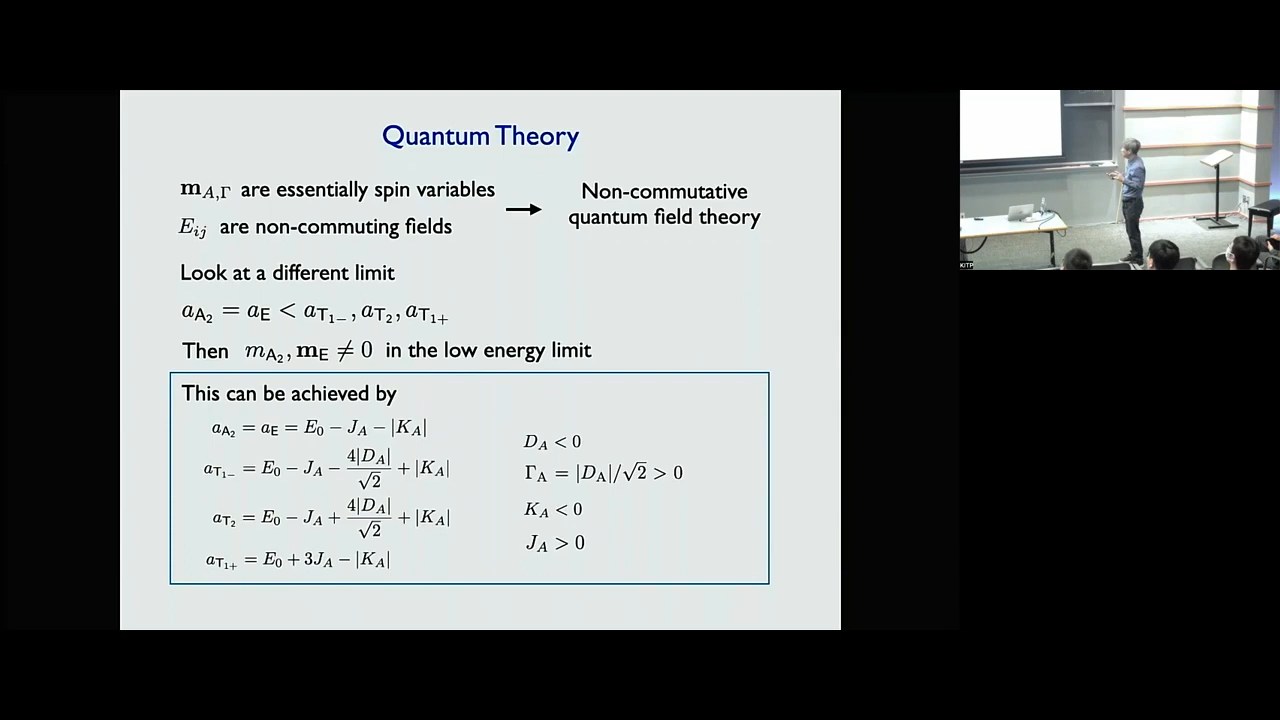 Quantum Theory
𝐦_{A,Γ} are essentially spin variables
E_{ij} are non-commuting fields
→
Non-commutative
quantum field theory
Look at a different limit
a_{A_2} = a_E < a_{T_{1-}}, a_{T_2}, a_{T_{1+}}
Then m_{A_2}, 𝐦_E ≠ 0 in the low energy limit
This can be achieved by
a_{A_2} = a_E = E_0 − J_A − |K_A|
a_{T_{1-}} = E_0 − J_A − 4|D_A|/√2 + |K_A|
a_{T_2} = E_0 − J_A + 4|D_A|/√2 + |K_A|
a_{T_{1+}} = E_0 + 3J_A − |K_A|
D_A < 0
Γ_A = |D_A|/√2 > 0
K_A < 0
J_A > 0
KITP